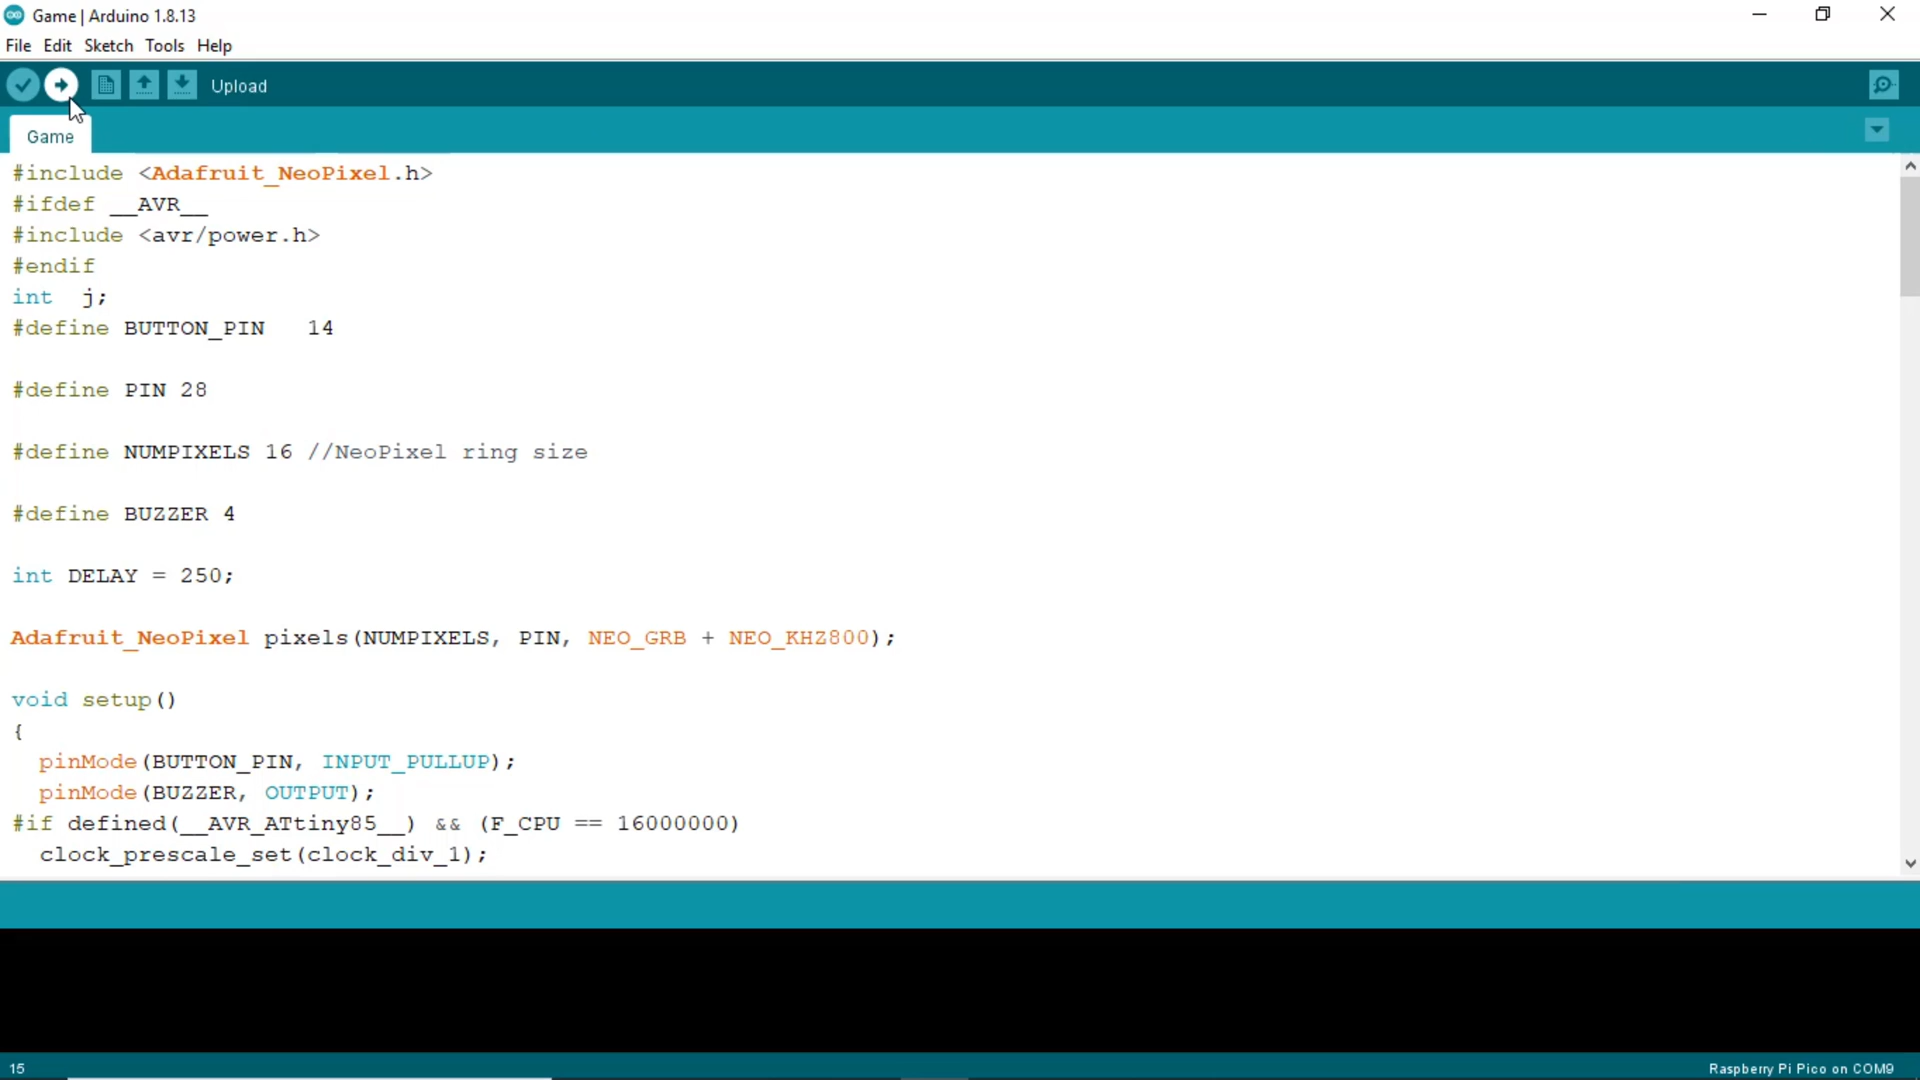 Game | Arduino 1.8.13
File Edit Sketch Tools Help
Upload
Game
#include <Adafruit_NeoPixel.h>
#ifdef __AVR__
#include <avr/power.h>
#endif
int  j;
#define BUTTON_PIN   14
#define PIN 28
#define NUMPIXELS 16 //NeoPixel ring size
#define BUZZER 4
int DELAY = 250;
Adafruit_NeoPixel pixels(NUMPIXELS, PIN, NEO_GRB + NEO_KHZ800);
void setup()
{
  pinMode(BUTTON_PIN, INPUT_PULLUP);
  pinMode(BUZZER, OUTPUT);
#if defined(__AVR_ATtiny85__) && (F_CPU == 16000000)
  clock_prescale_set(clock_div_1);
15
Raspberry Pi Pico on COM9